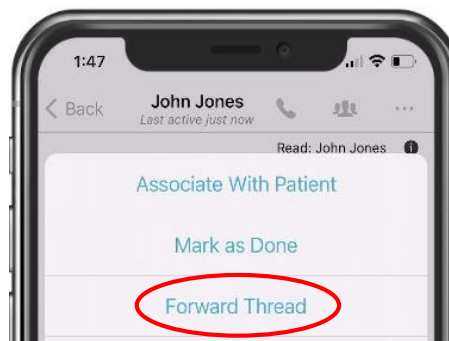 1:47
Back
John Jones
Last active just now
Read: John Jones
Associate With Patient
Mark as Done
Forward Thread